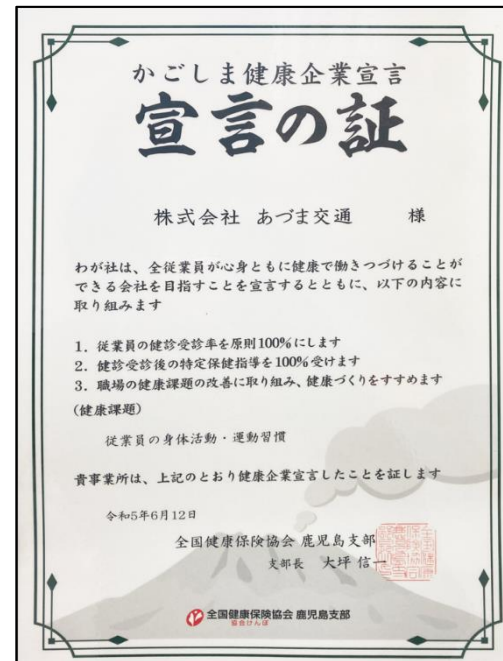 かごしま健康企業宣言
宣言の証
株式会社 あづま交通 様
わが社は、全従業員が心身ともに健康で働きつづけることが
できる会社を目指すことを宣言するとともに、以下の内容に
取り組みます
1. 従業員の健診受診率を原則100%にします
2. 健診受診後の特定保健指導を100%受けます
3. 職場の健康課題の改善に取り組み、健康づくりをすすめます
(健康課題)
従業員の身体活動・運動習慣
貴事業所は、上記のとおり健康企業宣言したことを証します
令和5年6月12日
全国健康保険協会 鹿児島支部
支部長 大坪 信一
全国健康保険協会 鹿児島支部
協会けんぽ